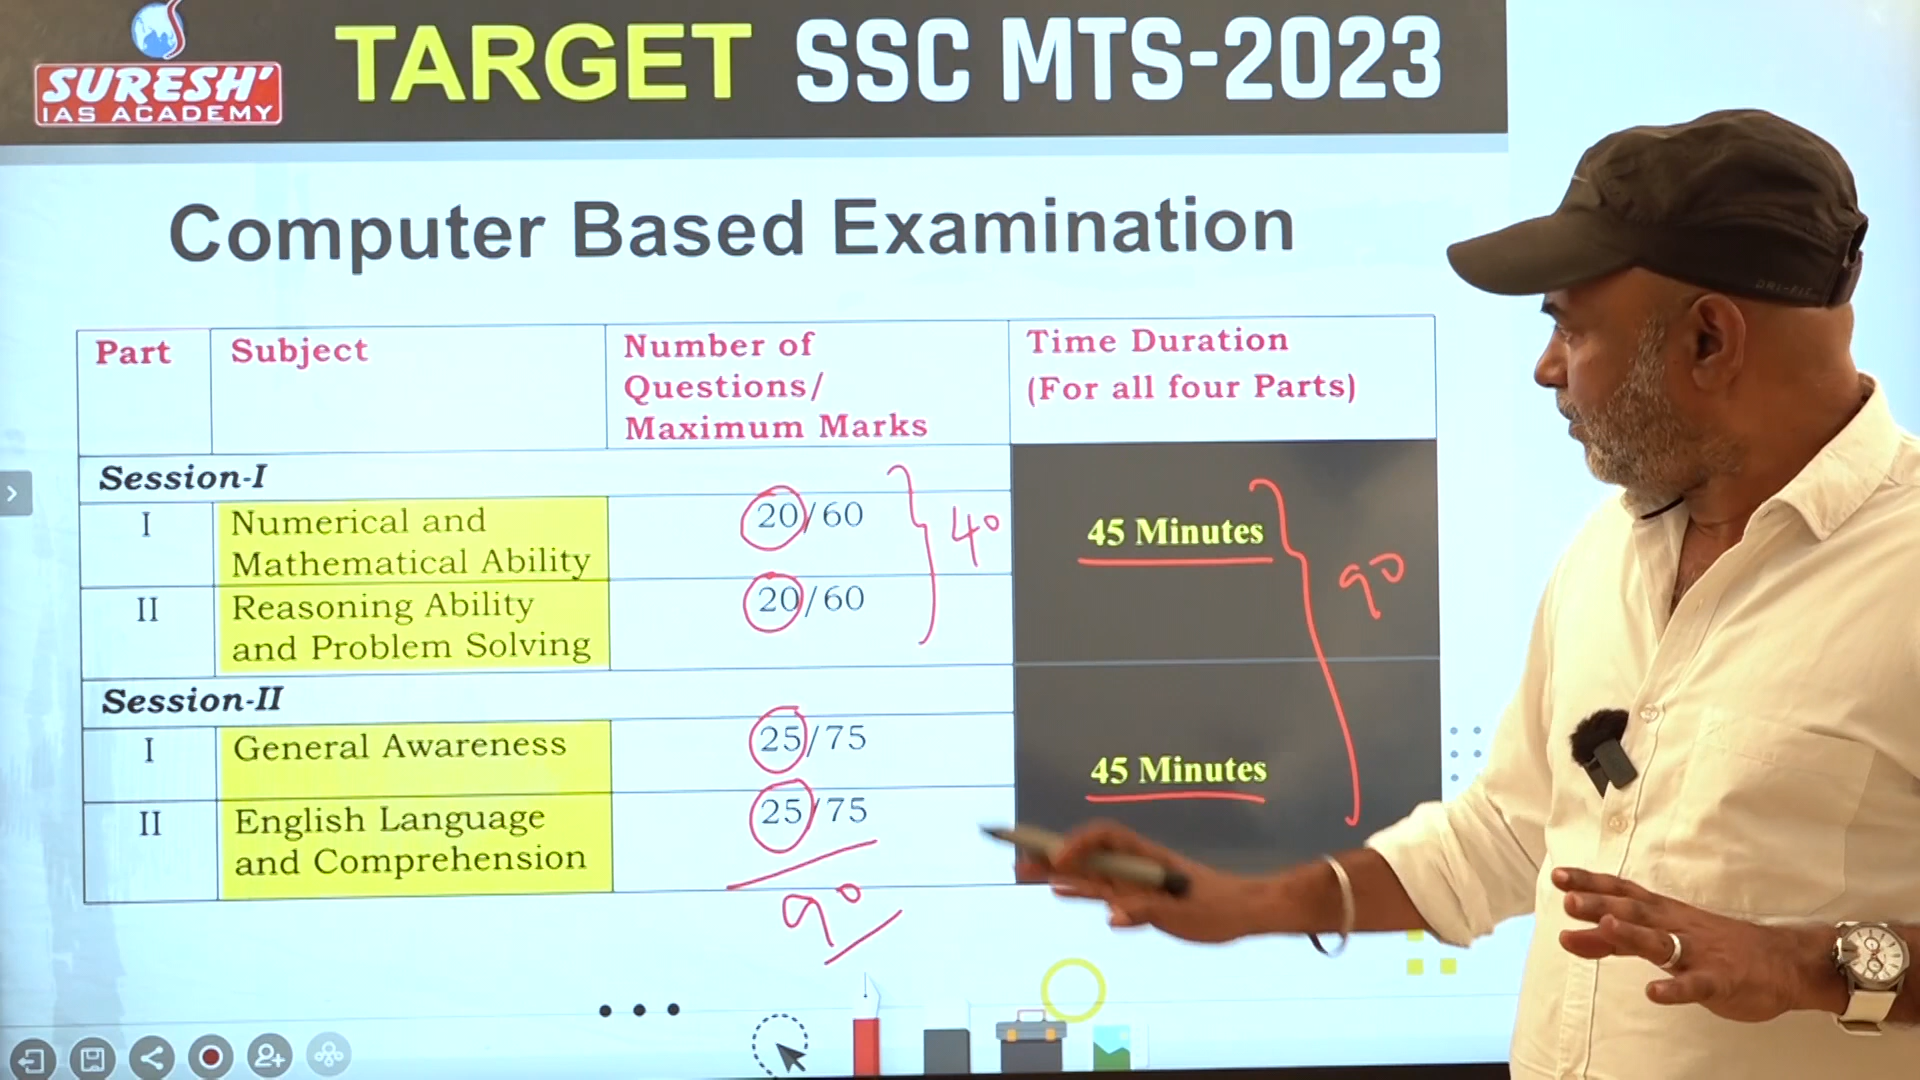 SURESH'
IAS ACADEMY
TARGET SSC MTS-2023
Computer Based Examination
Part
Subject
Number of
Questions/
Maximum Marks
Time Duration
(For all four Parts)
Session-I
I
Numerical and
Mathematical Ability
20/60
40
45 Minutes
90
II
Reasoning Ability
and Problem Solving
20/60
Session-II
I
General Awareness
25/75
45 Minutes
II
English Language
and Comprehension
25/75
90